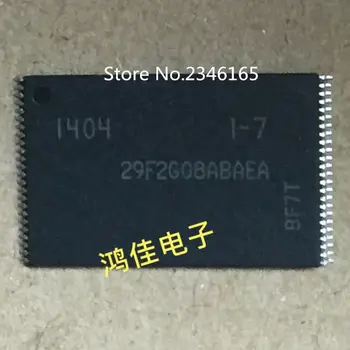 Store No.2346165
1404 1-7
29F2G08ABAEA
BF7T
鸿佳电子